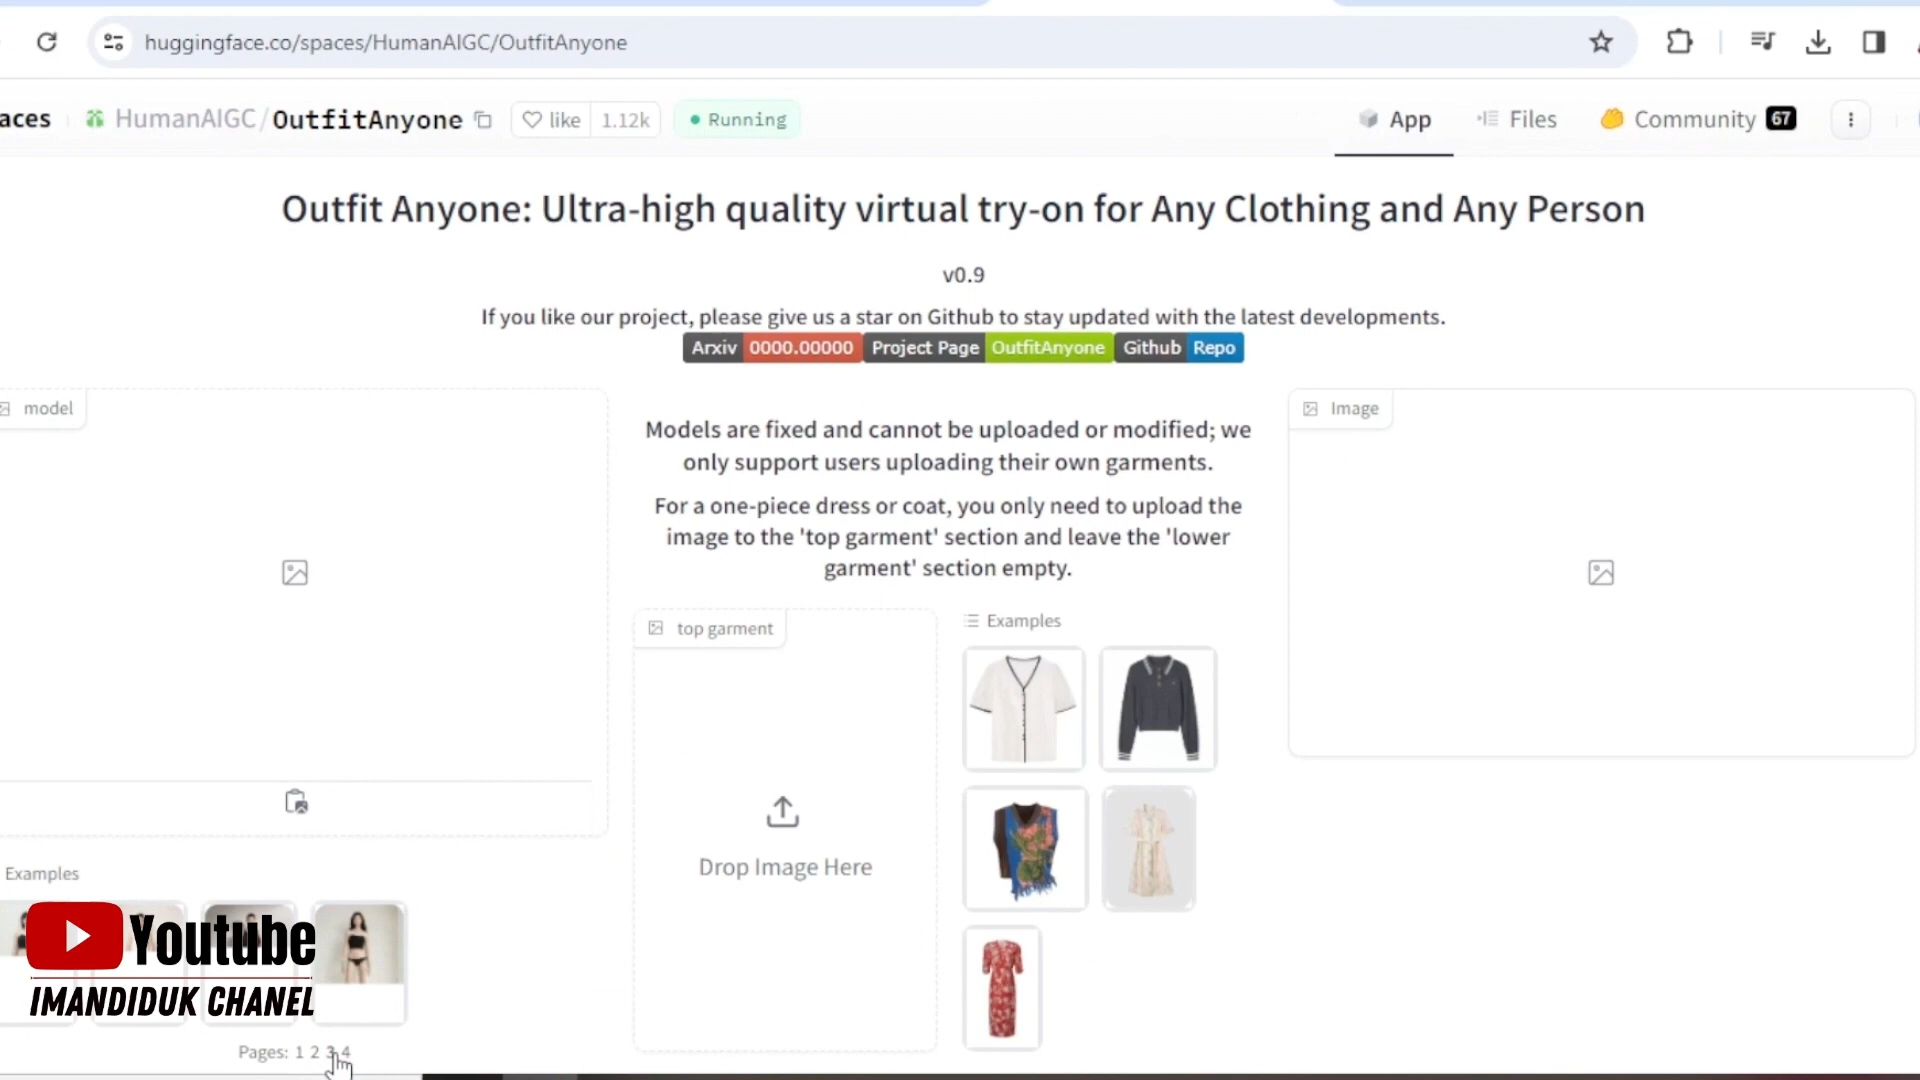 huggingface.co/spaces/HumanAIGC/OutfitAnyone
aces HumanAIGC/OutfitAnyone like 1.12k Running App Files Community 67
Outfit Anyone: Ultra-high quality virtual try-on for Any Clothing and Any Person
v0.9
If you like our project, please give us a star on Github to stay updated with the latest developments.
Arxiv 0000.00000 Project Page OutfitAnyone Github Repo
model
Image
Models are fixed and cannot be uploaded or modified; we
only support users uploading their own garments.
For a one-piece dress or coat, you only need to upload the
image to the 'top garment' section and leave the 'lower
garment' section empty.
top garment
Examples
Drop Image Here
Examples
Youtube
IMANDIDUK CHANEL
Pages: 1 2 3 4